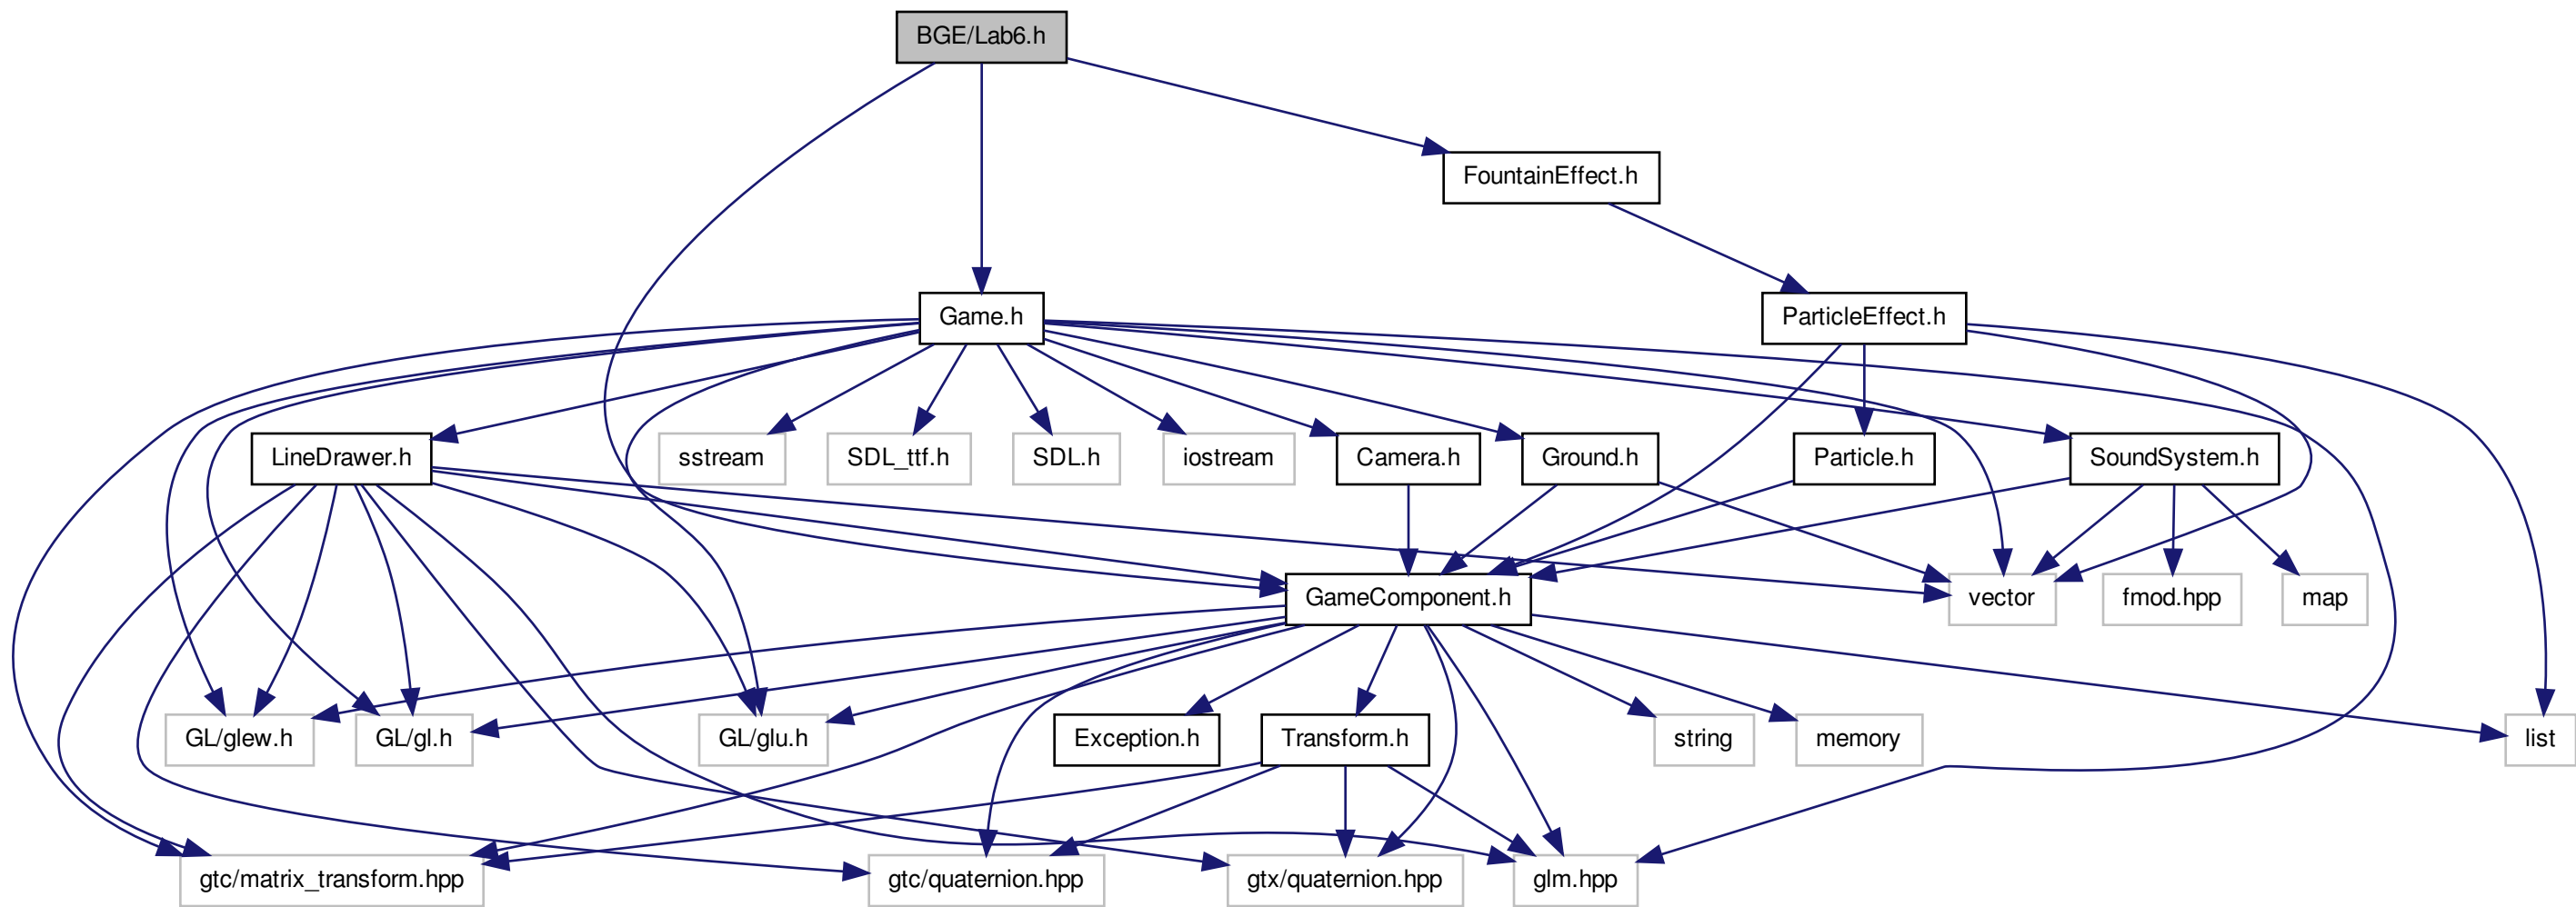 BGE/Lab6.h
FountainEffect.h
Game.h
ParticleEffect.h
LineDrawer.h
sstream
SDL_ttf.h
SDL.h
iostream
Camera.h
Ground.h
Particle.h
SoundSystem.h
GameComponent.h
vector
fmod.hpp
map
GL/glew.h
GL/gl.h
GL/glu.h
Exception.h
Transform.h
string
memory
list
gtc/matrix_transform.hpp
gtc/quaternion.hpp
gtx/quaternion.hpp
glm.hpp